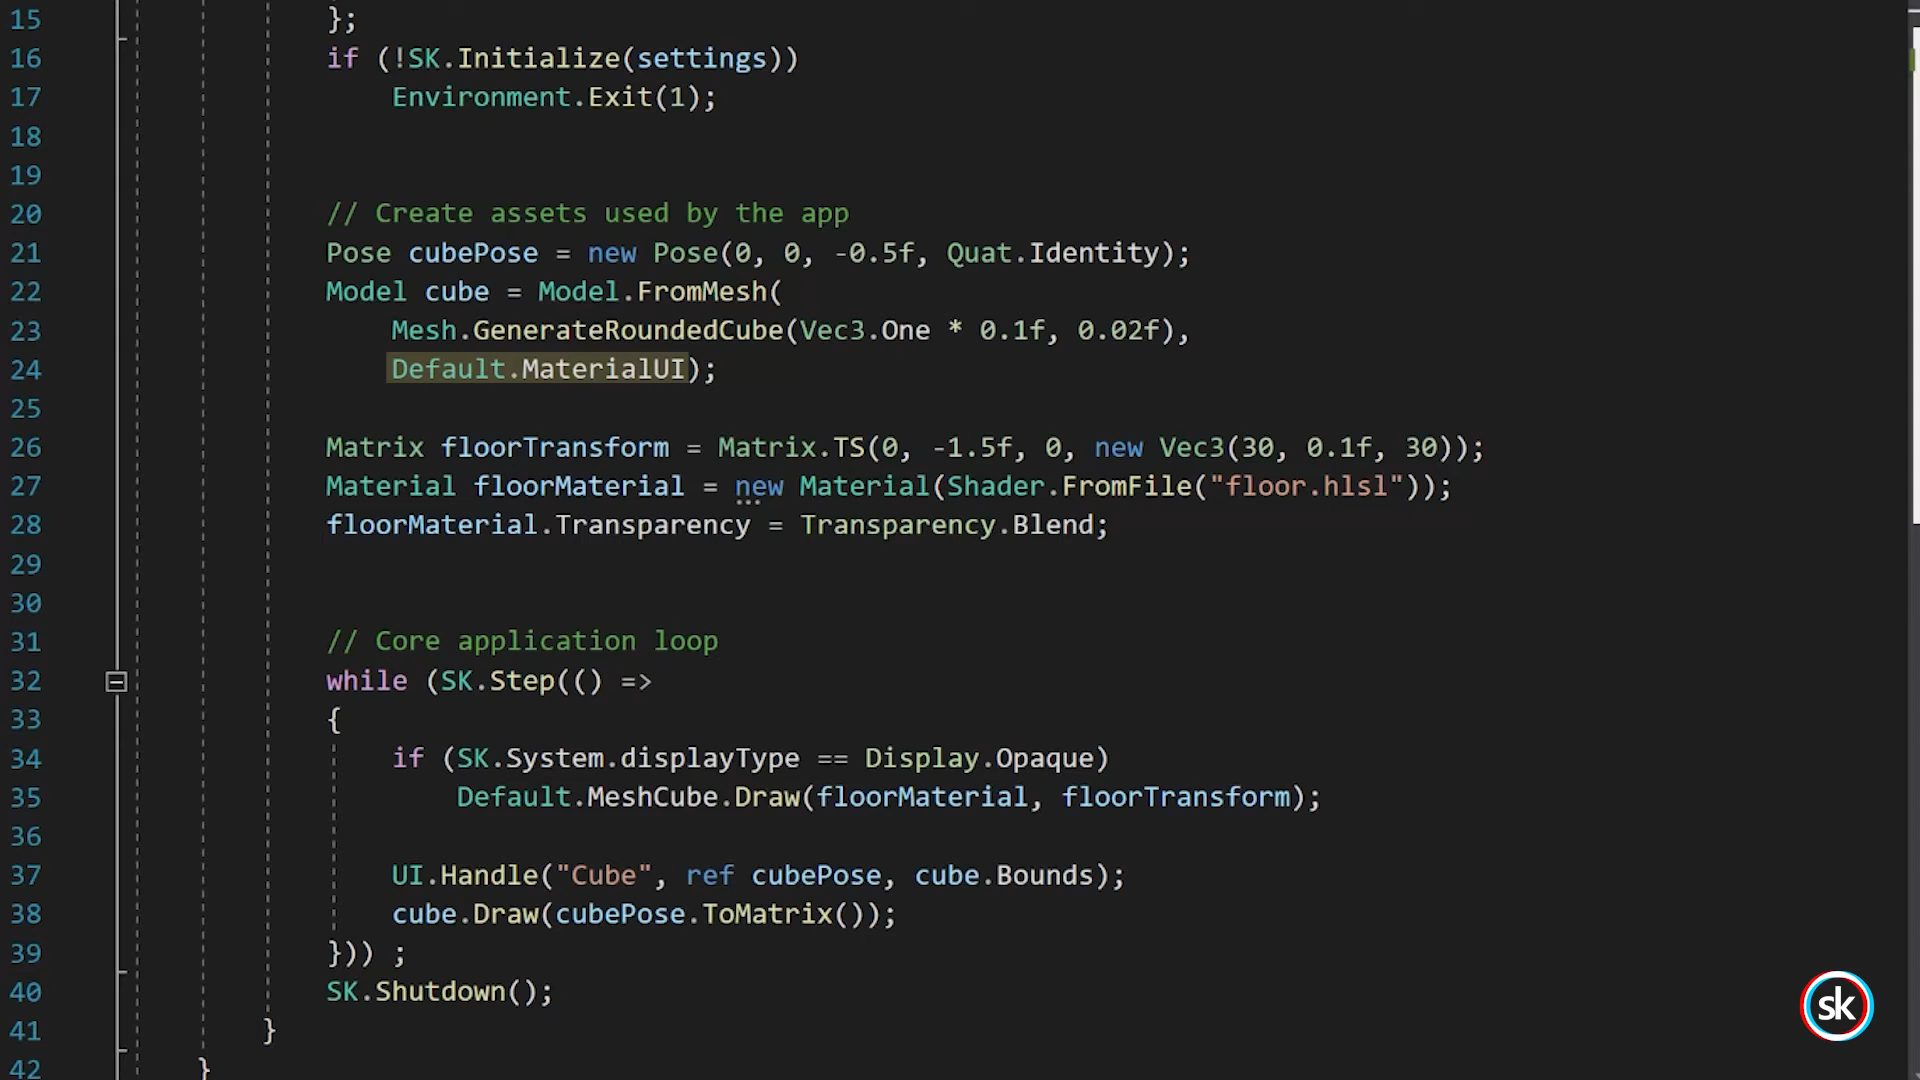 15 };
16 if (!SK.Initialize(settings))
17 Environment.Exit(1);
18
19
20 // Create assets used by the app
21 Pose cubePose = new Pose(0, 0, -0.5f, Quat.Identity);
22 Model cube = Model.FromMesh(
23 Mesh.GenerateRoundedCube(Vec3.One * 0.1f, 0.02f),
24 Default.MaterialUI);
25
26 Matrix floorTransform = Matrix.TS(0, -1.5f, 0, new Vec3(30, 0.1f, 30));
27 Material floorMaterial = new Material(Shader.FromFile("floor.hlsl"));
28 floorMaterial.Transparency = Transparency.Blend;
29
30
31 // Core application loop
32 while (SK.Step(() =>
33 {
34 if (SK.System.displayType == Display.Opaque)
35 Default.MeshCube.Draw(floorMaterial, floorTransform);
36
37 UI.Handle("Cube", ref cubePose, cube.Bounds);
38 cube.Draw(cubePose.ToMatrix());
39 })) ;
40 SK.Shutdown();
41 }
42 }
sk